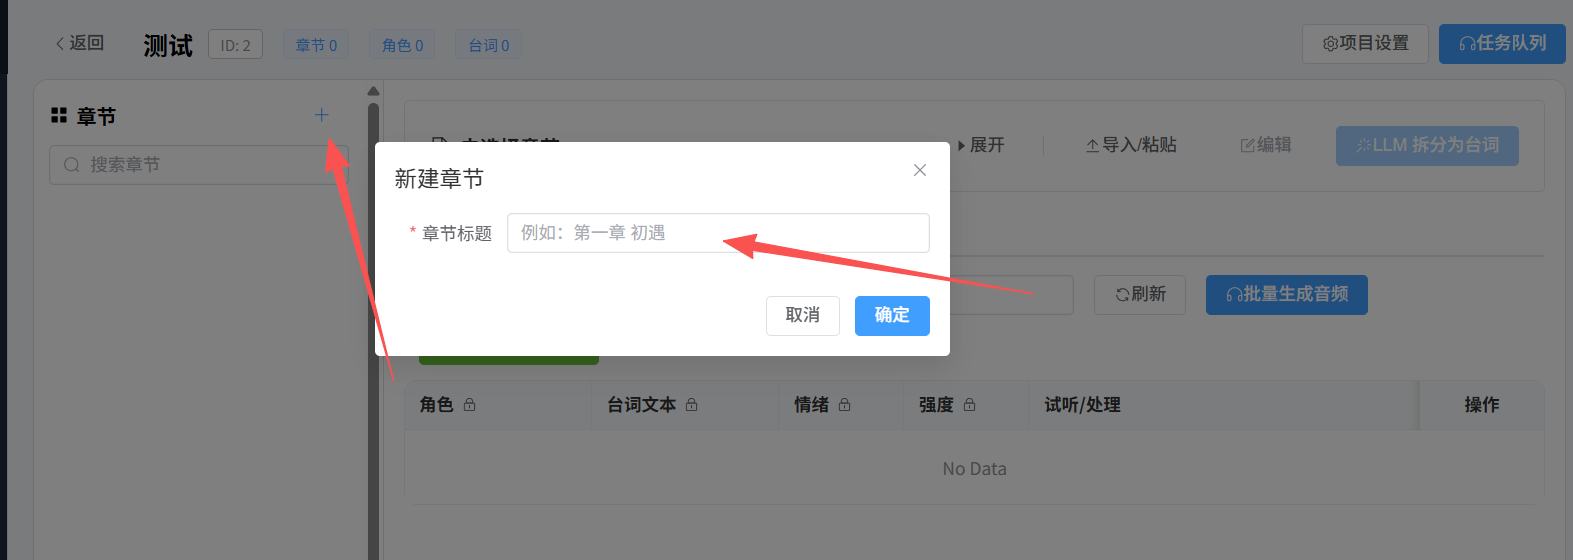 返回
测试
ID: 2
章节 0
角色 0
台词 0
项目设置
任务队列
章节
搜索章节
展开
导入/粘贴
编辑
LLM 拆分为台词
新建章节
* 章节标题
例如：第一章 初遇
取消
确定
刷新
批量生成音频
角色
台词文本
情绪
强度
试听/处理
操作
No Data